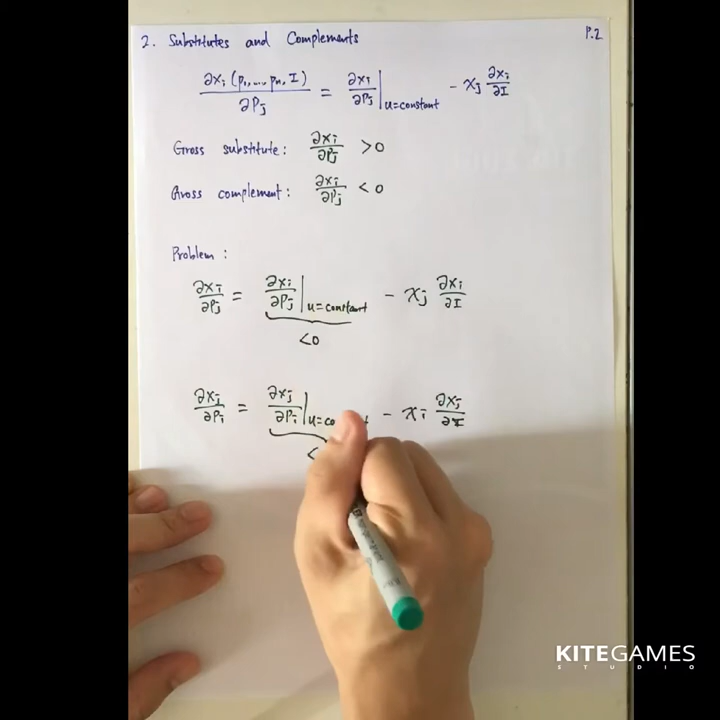 2. Substitutes and Complements P.2
∂xᵢ(p₁,...,pₙ,I)/∂Pⱼ = ∂xᵢ/∂Pⱼ|u=constant - xⱼ ∂xᵢ/∂I
Gross substitute: ∂xᵢ/∂Pⱼ >0
Gross complement: ∂xᵢ/∂Pⱼ <0
Problem:
∂xᵢ/∂Pⱼ = ∂xᵢ/∂Pⱼ|u=constant - xⱼ ∂xᵢ/∂I
<0
∂xⱼ/∂Pᵢ = ∂xⱼ/∂Pᵢ|u=co t - xᵢ ∂xⱼ/∂I
<
KITEGAMES
STUDIO